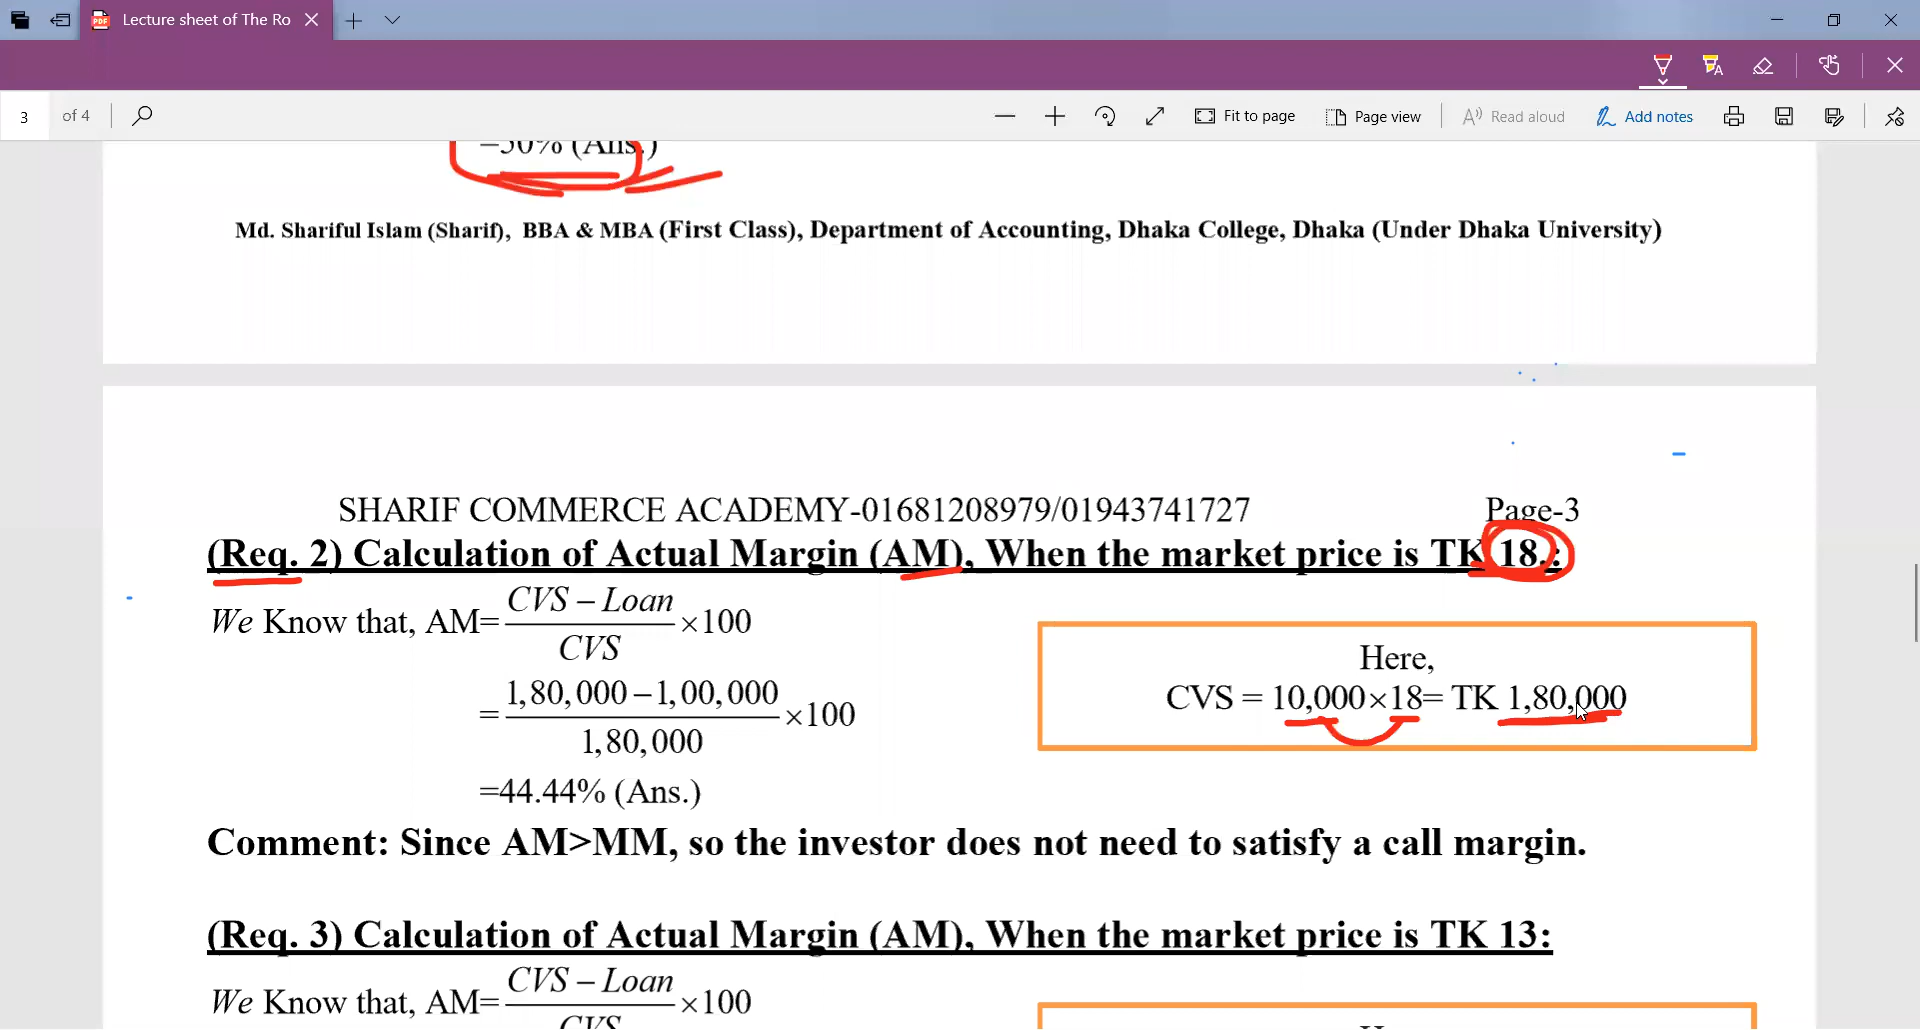 Lecture sheet of The Ro
3 of 4 Fit to page Page view Read aloud Add notes
=50% (Ans.)
Md. Shariful Islam (Sharif), BBA & MBA (First Class), Department of Accounting, Dhaka College, Dhaka (Under Dhaka University)
SHARIF COMMERCE ACADEMY-01681208979/01943741727 Page-3
(Req. 2) Calculation of Actual Margin (AM), When the market price is TK 18.:
We Know that, AM= CVS – Loan / CVS ×100
Here,
CVS = 10,000×18= TK 1,80,000
= 1,80,000 – 1,00,000 / 1,80,000 ×100
=44.44% (Ans.)
Comment: Since AM>MM, so the investor does not need to satisfy a call margin.
(Req. 3) Calculation of Actual Margin (AM), When the market price is TK 13:
We Know that, AM= CVS – Loan / CVS ×100